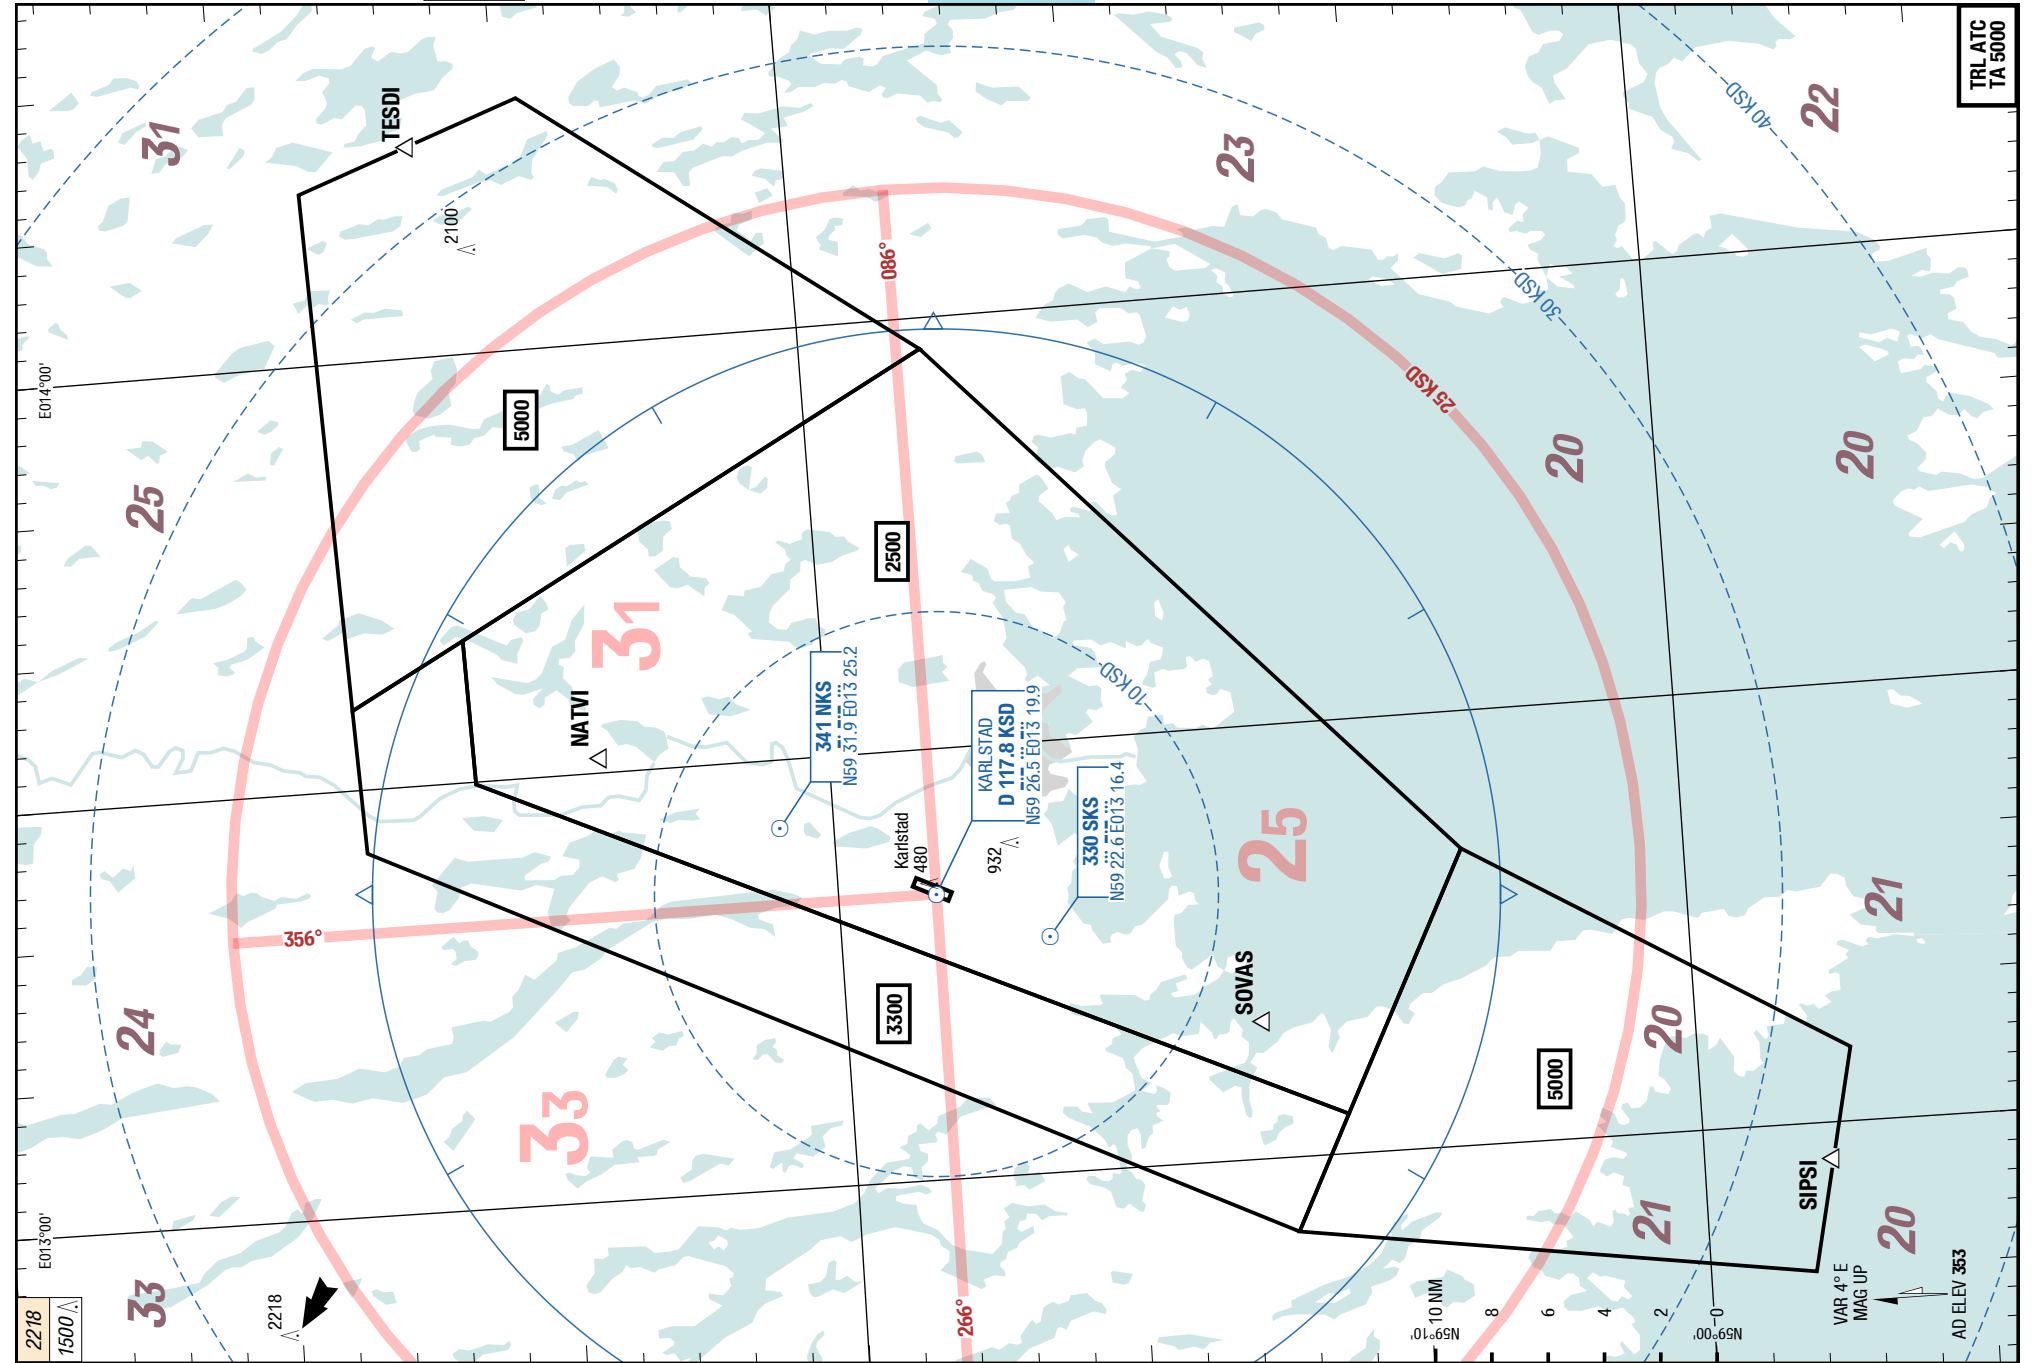 TRL ATC
TA 5000
40 KSD
22
23
TESDI
31
2100
086°
30 KSD
25 KSD
E014°00'
5000
25
20
20
2500
31
10 KSD
NATVI
341 NKS
N59 31.9 E013 25.2
KARLSTAD
D 117.8 KSD
N59 26.5 E013 19.9
330 SKS
N59 22.6 E013 16.4
Karlstad
480
932
25
356°
21
24
3300
SOVAS
20
5000
33
SIPSI
21
20
E013°00'
33
2218
266°
10 NM
8
6
4
2
0
N59°10'
N59°00'
VAR 4° E
MAG UP
AD ELEV 353
2218
1500